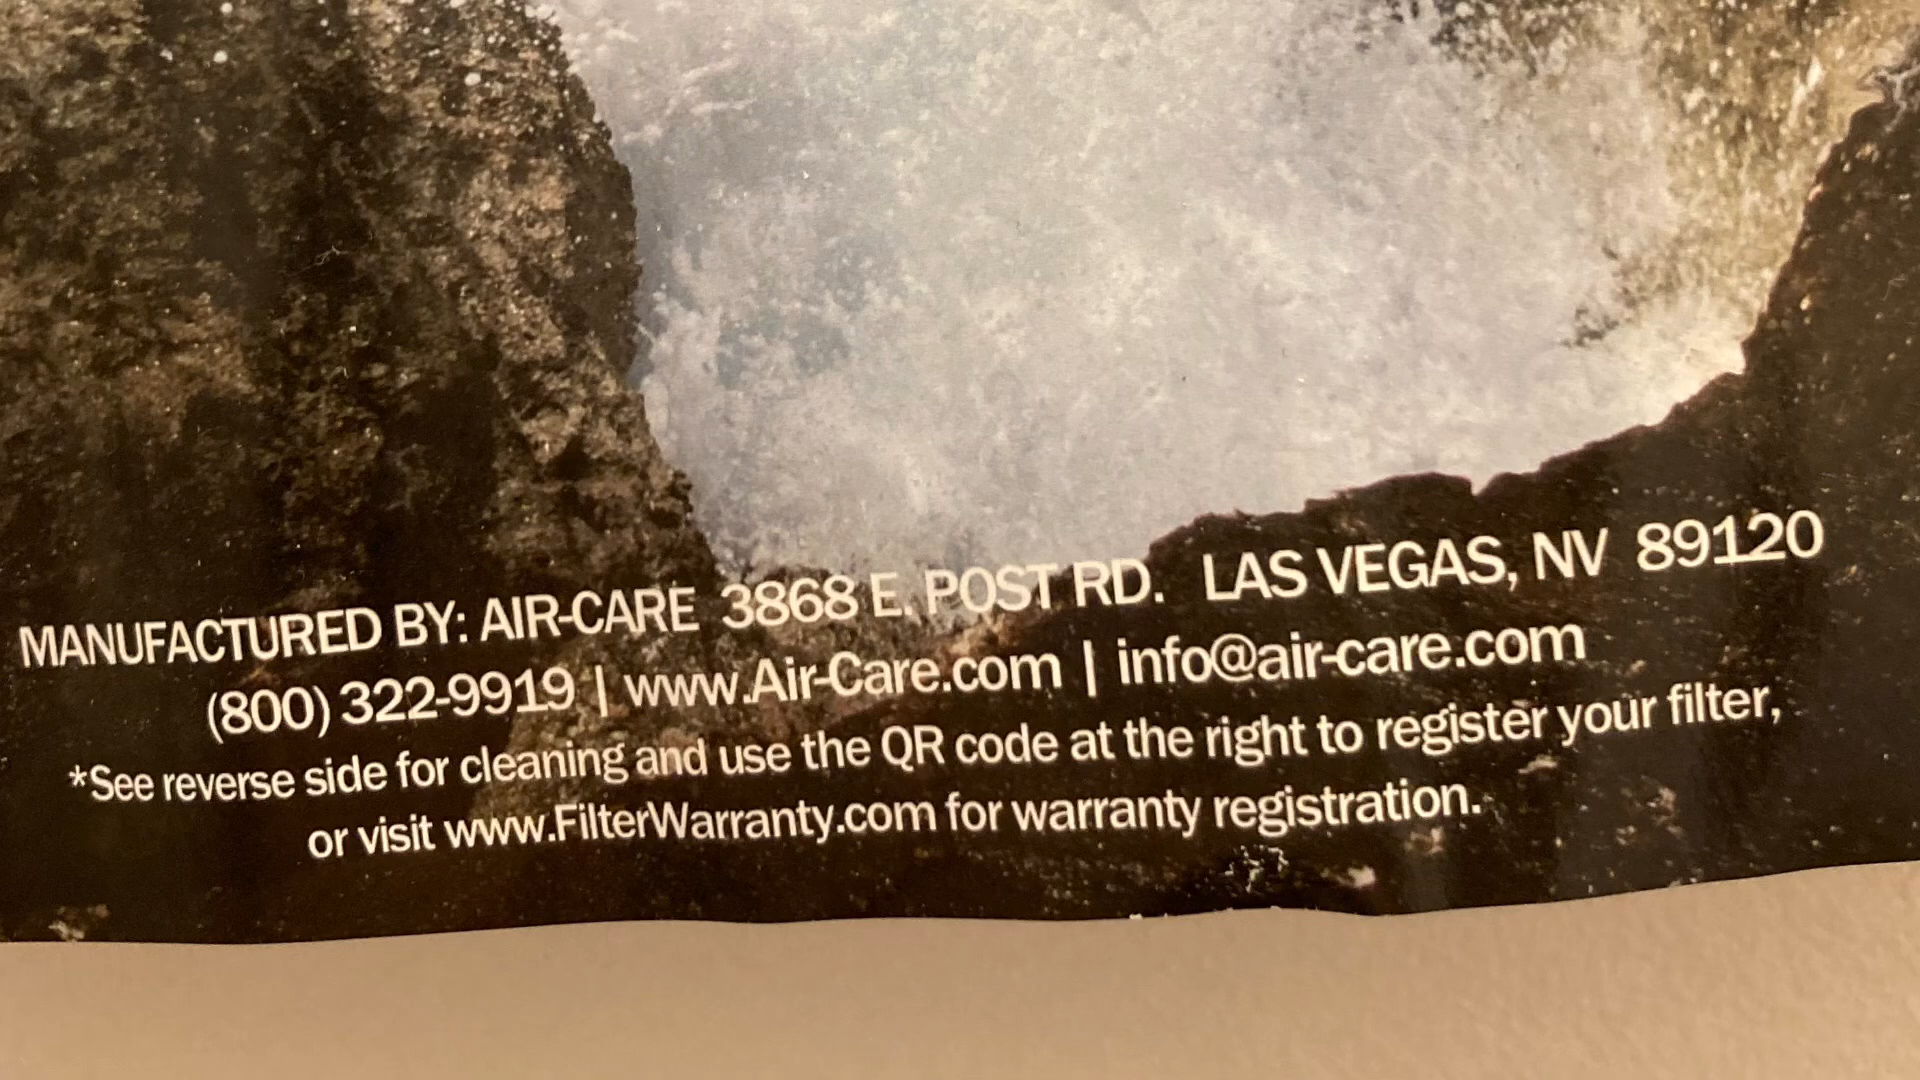 MANUFACTURED BY: AIR-CARE 3868 E. POST RD. LAS VEGAS, NV 89120
(800) 322-9919 | www.Air-Care.com | info@air-care.com
*See reverse side for cleaning and use the QR code at the right to register your filter,
or visit www.FilterWarranty.com for warranty registration.